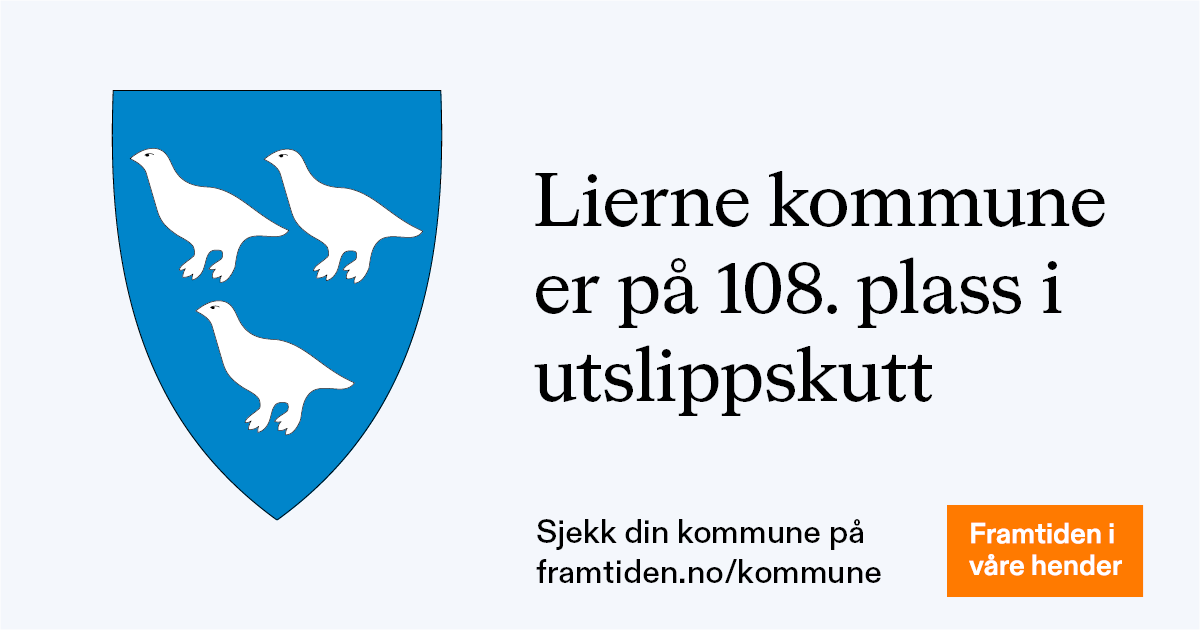 Lierne kommune
er på 108. plass i
utslippskutt
Sjekk din kommune på
framtiden.no/kommune
Framtiden i
våre hender